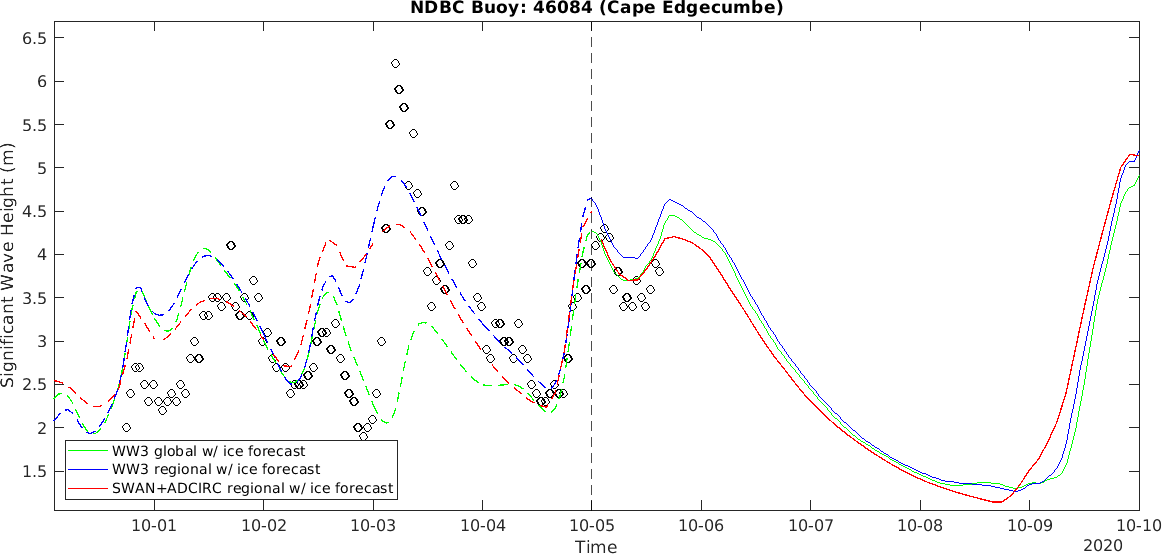 NDBC Buoy: 46084 (Cape Edgecumbe)
Significant Wave Height (m)
6.5
6
5.5
5
4.5
4
3.5
3
2.5
2
1.5
WW3 global w/ ice forecast
WW3 regional w/ ice forecast
SWAN+ADCIRC regional w/ ice forecast
10-01 10-02 10-03 10-04 10-05 10-06 10-07 10-08 10-09 10-10
Time
2020